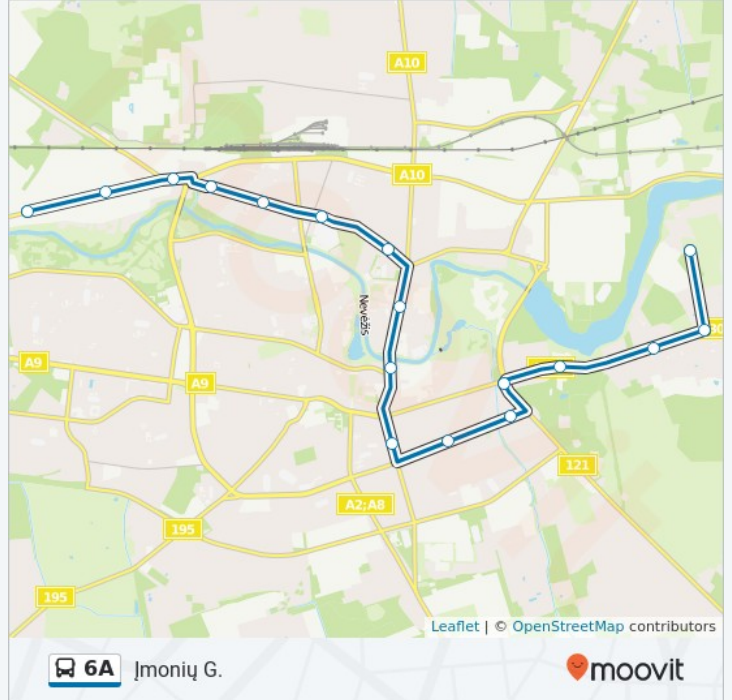 A10
A10
Nevėžis
A9
A9
121
A2;A8
195
195
Leaflet | © OpenStreetMap contributors
6A Įmonių G.
moovit